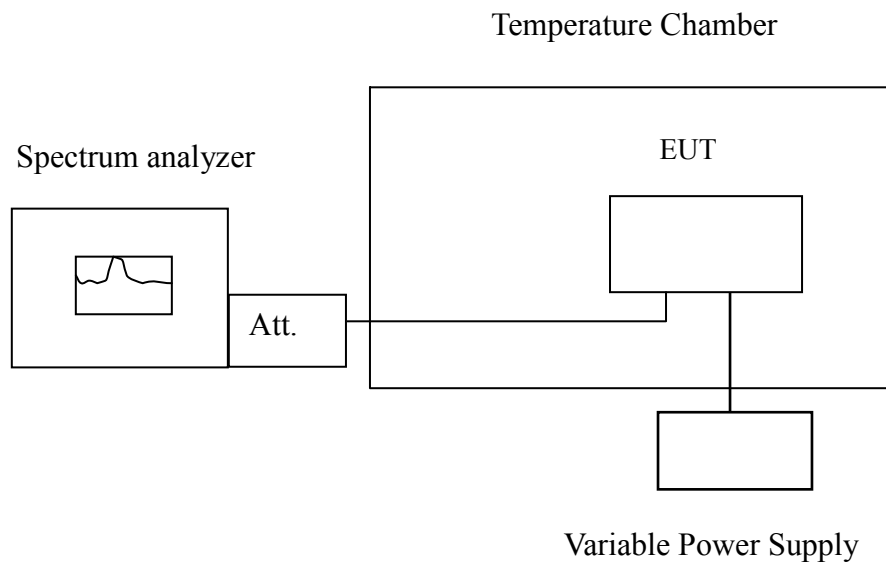 Temperature Chamber
Spectrum analyzer
EUT
Att.
Variable Power Supply